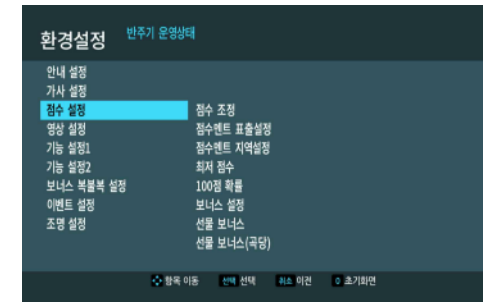 환경설정 반주기 운영상태
안내 설정
가사 설정
점수 설정 점수 조정
영상 설정 점수멘트 표출설정
기능 설정1 점수멘트 지역설정
기능 설정2 최저 점수
보너스 복불복 설정 100점 확률
이벤트 설정 보너스 설정
조명 설정 선물 보너스
선물 보너스(곡당)
항목 이동 선택 선택 취소 이전 초기화면